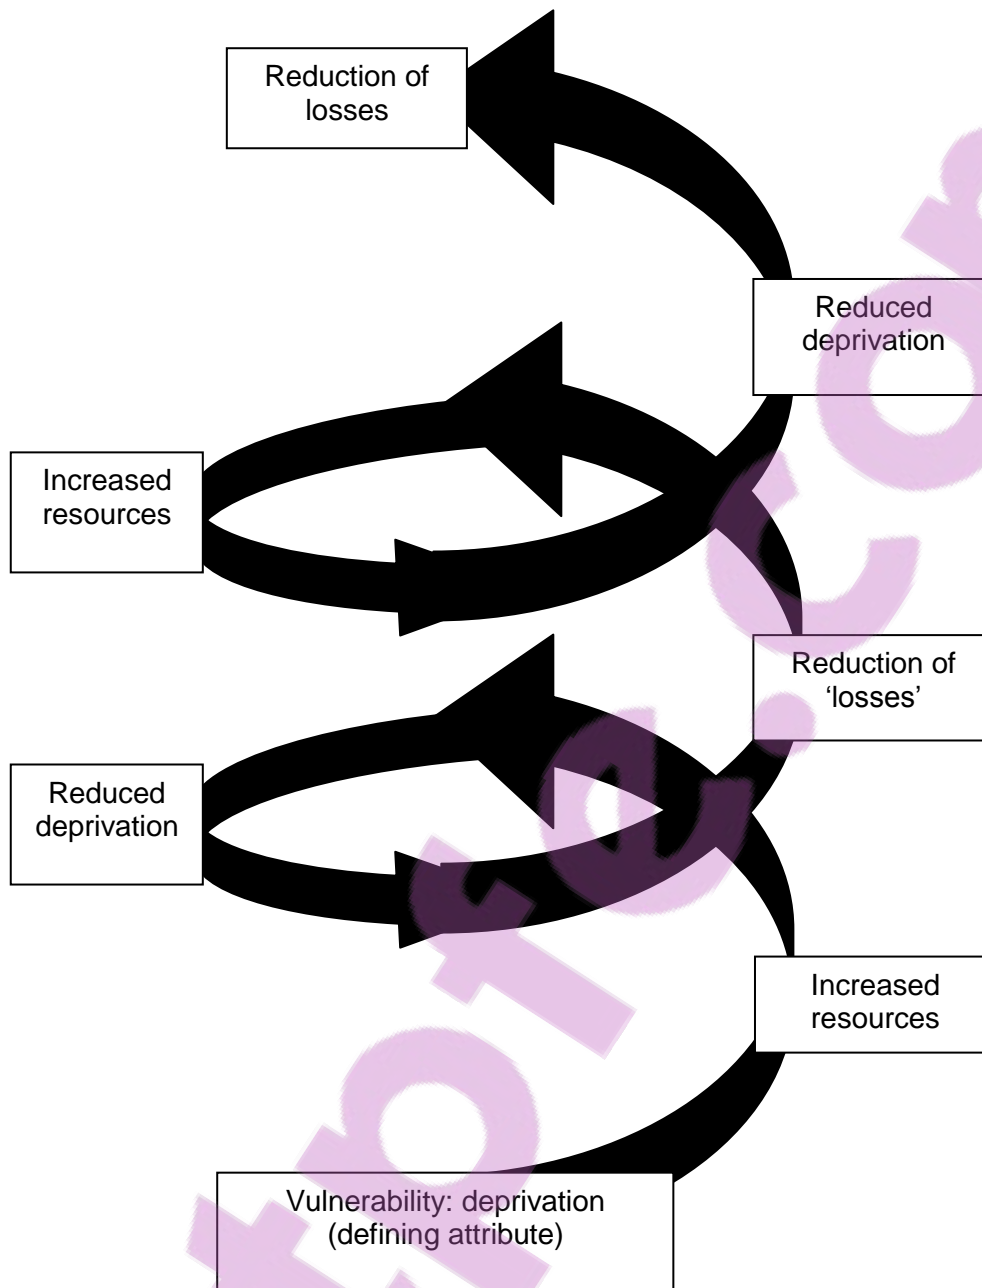 Reduction of
losses
Reduced
deprivation
Increased
resources
Reduction of
‘losses’
Reduced
deprivation
Increased
resources
Vulnerability: deprivation
(defining attribute)